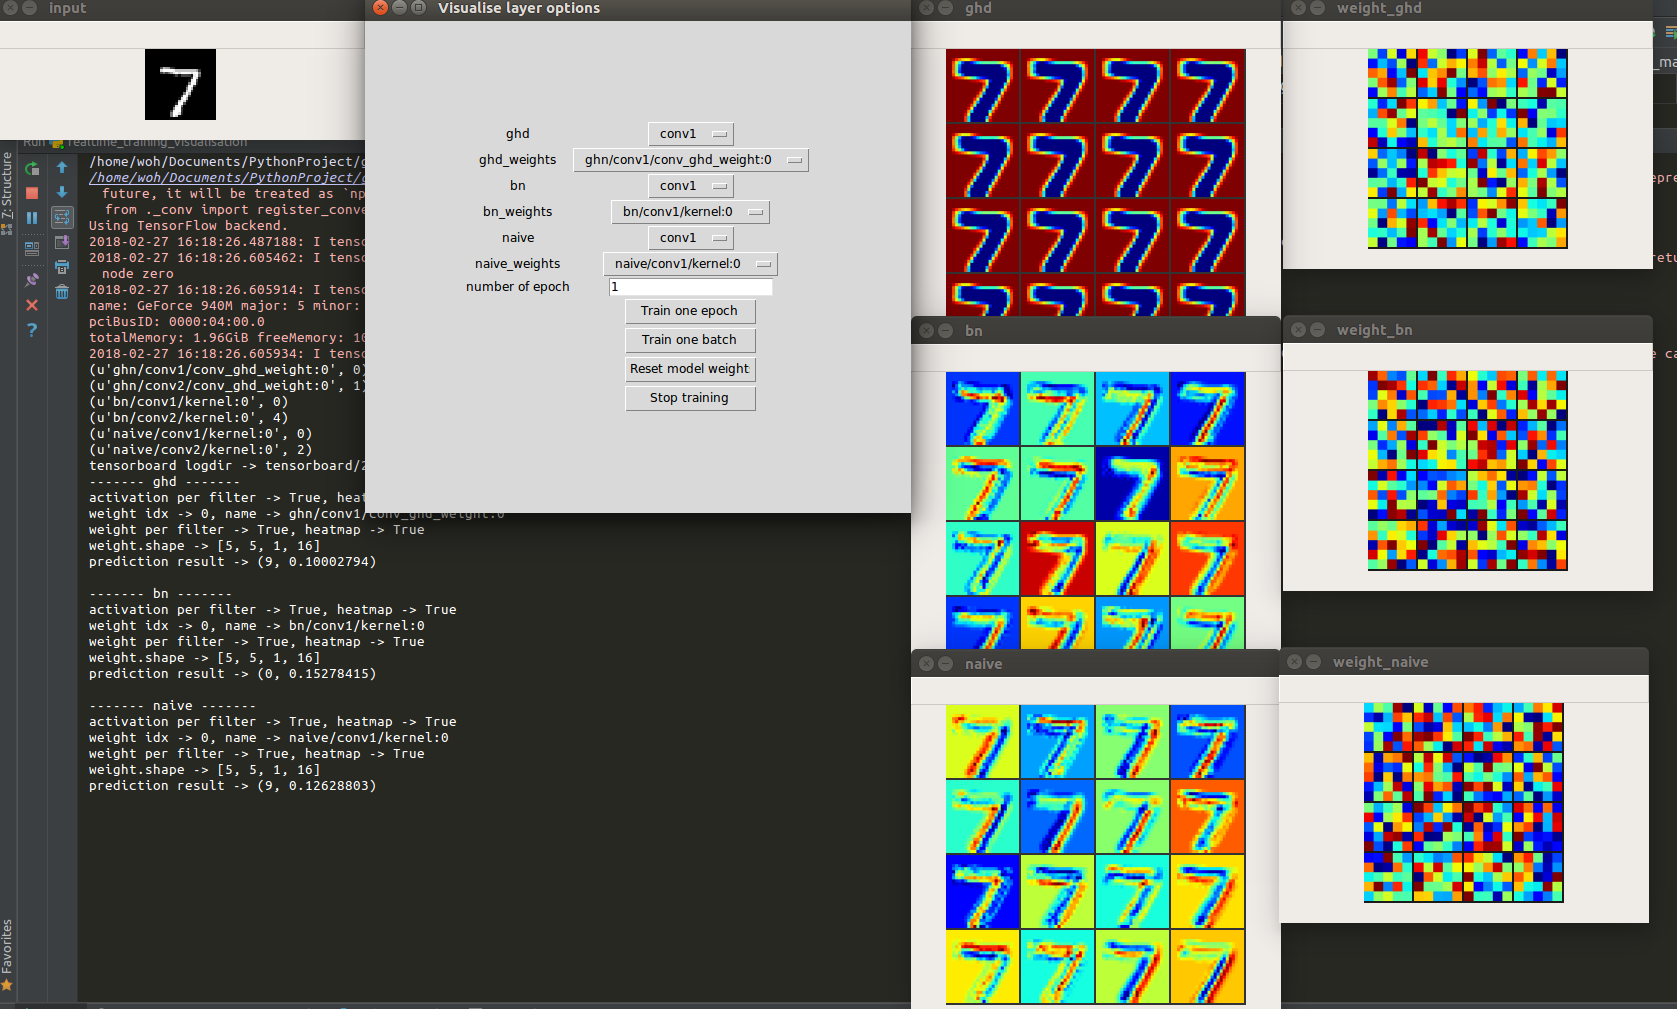 input
Visualise layer options
ghd
weight_ghd
ghd conv1
ghd_weights ghn/conv1/conv_ghd_weight:0
bn conv1
bn_weights bn/conv1/kernel:0
naive conv1
naive_weights naive/conv1/kernel:0
number of epoch 1
Train one epoch
Train one batch
Reset model weight
Stop training
Run realtime_training_visualisation
7: Structure
Favorites
/home/woh/Documents/PythonProject/g
/home/woh/Documents/PythonProject/g
future, it will be treated as `np
from ._conv import register_conve
Using TensorFlow backend.
2018-02-27 16:18:26.487188: I tenso
2018-02-27 16:18:26.605462: I tenso
node zero
2018-02-27 16:18:26.605914: I tenso
name: GeForce 940M major: 5 minor:
pciBusID: 0000:04:00.0
totalMemory: 1.96GiB freeMemory: 10
2018-02-27 16:18:26.605934: I tenso
(u'ghn/conv1/conv_ghd_weight:0', 0)
(u'ghn/conv2/conv_ghd_weight:0', 1)
(u'bn/conv1/kernel:0', 0)
(u'bn/conv2/kernel:0', 4)
(u'naive/conv1/kernel:0', 0)
(u'naive/conv2/kernel:0', 2)
tensorboard logdir -> tensorboard/2
------- ghd -------
activation per filter -> True, heat
weight idx -> 0, name -> ghn/conv1/conv_ghd_weight:0
weight per filter -> True, heatmap -> True
weight.shape -> [5, 5, 1, 16]
prediction result -> (9, 0.10002794)
------- bn -------
activation per filter -> True, heatmap -> True
weight idx -> 0, name -> bn/conv1/kernel:0
weight per filter -> True, heatmap -> True
weight.shape -> [5, 5, 1, 16]
prediction result -> (0, 0.15278415)
------- naive -------
activation per filter -> True, heatmap -> True
weight idx -> 0, name -> naive/conv1/kernel:0
weight per filter -> True, heatmap -> True
weight.shape -> [5, 5, 1, 16]
prediction result -> (9, 0.12628803)
bn
weight_bn
naive
weight_naive
_ma
epre
retu
e ca